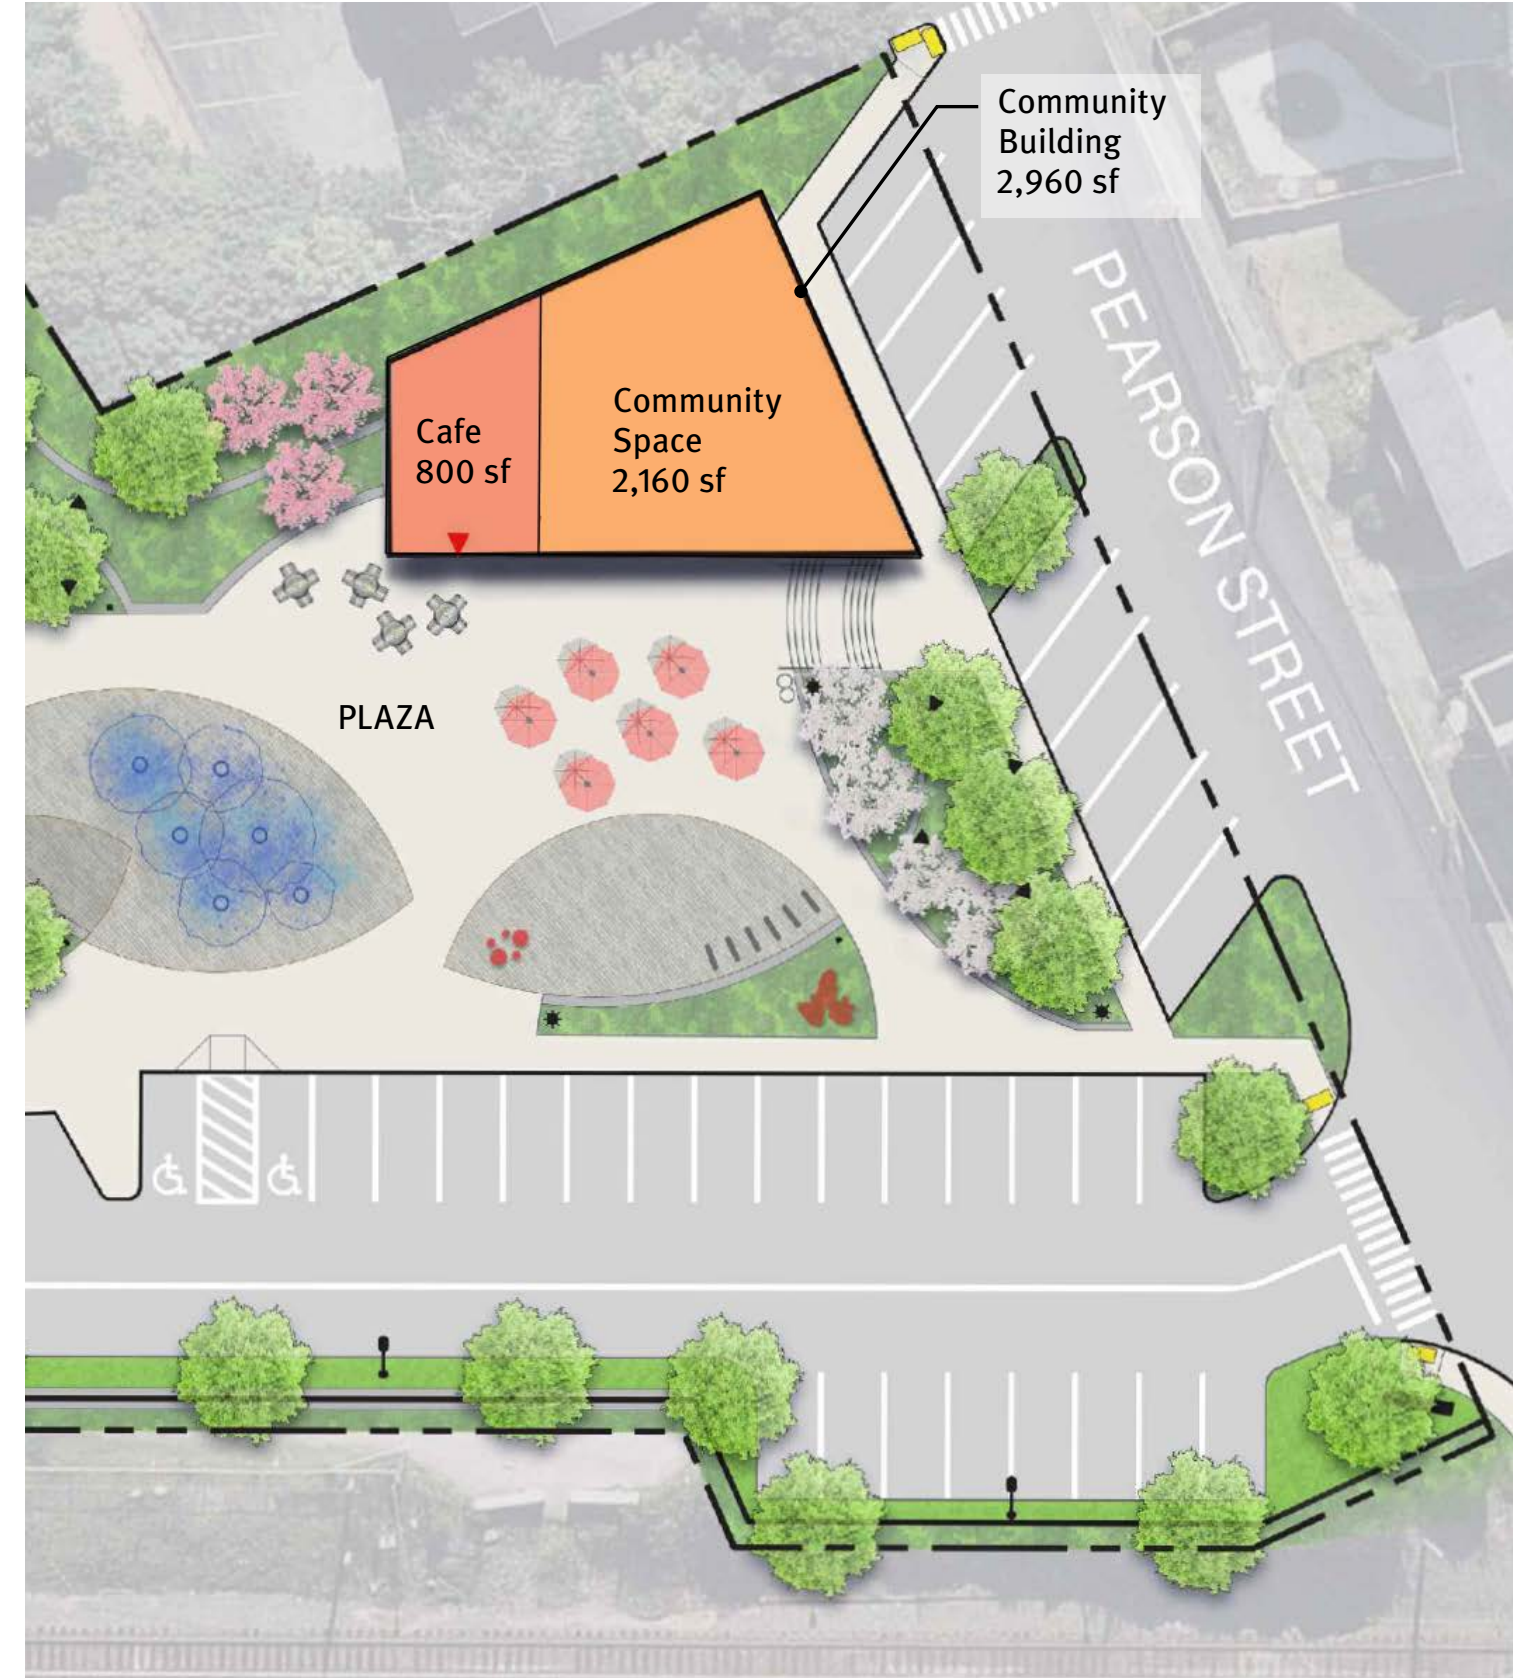 Community
Building
2,960 sf
PEARSON STREET
Cafe
800 sf
Community
Space
2,160 sf
PLAZA